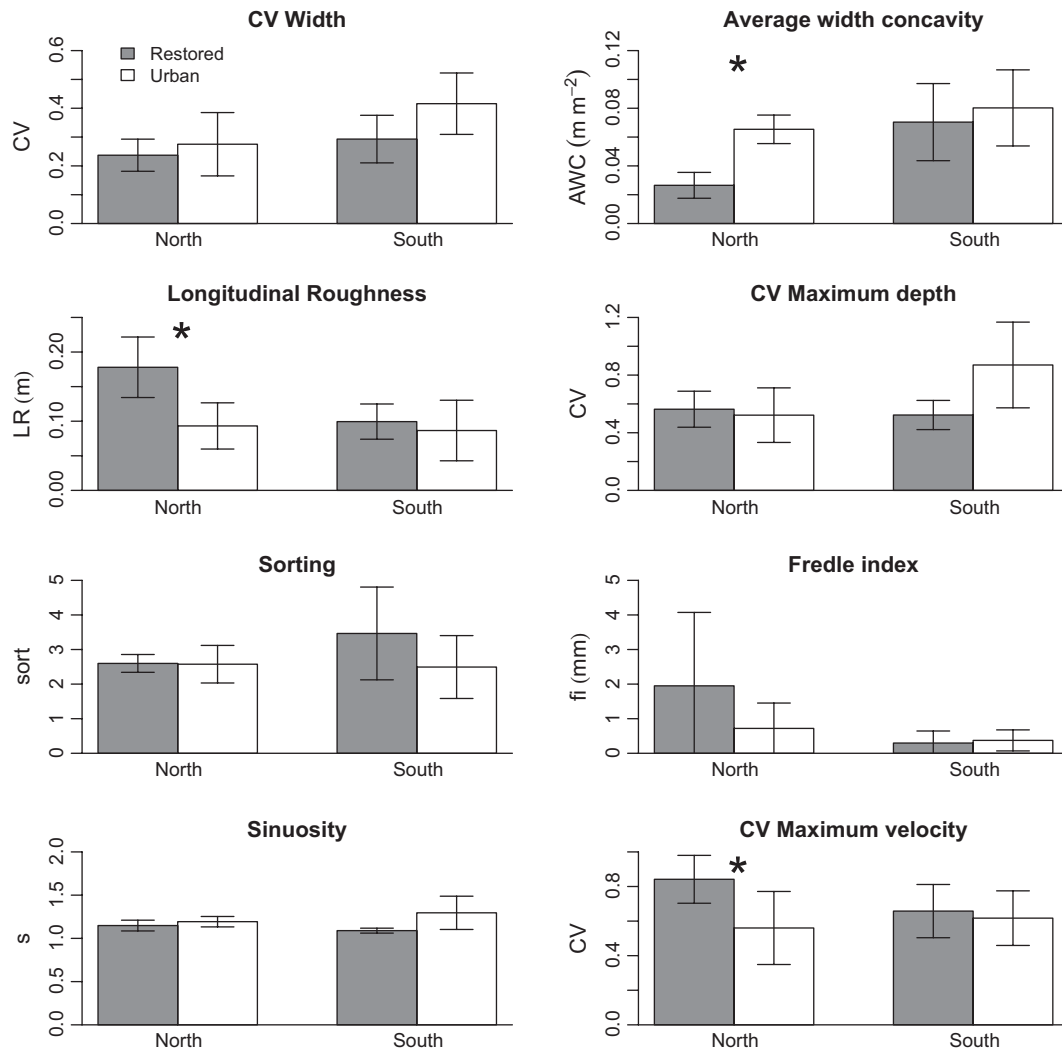 CV Width
CV
0.0 0.2 0.4 0.6
Restored
Urban
North South
Average width concavity
AWC (m m−2)
0.00 0.04 0.08 0.12
*
North South
Longitudinal Roughness
LR (m)
0.00 0.10 0.20
*
North South
CV Maximum depth
CV
0.0 0.4 0.8 1.2
North South
Sorting
sort
0 1 2 3 4 5
North South
Fredle index
fi (mm)
0 1 2 3 4 5
North South
Sinuosity
s
0.0 0.5 1.0 1.5 2.0
North South
CV Maximum velocity
CV
0.0 0.4 0.8
*
North South